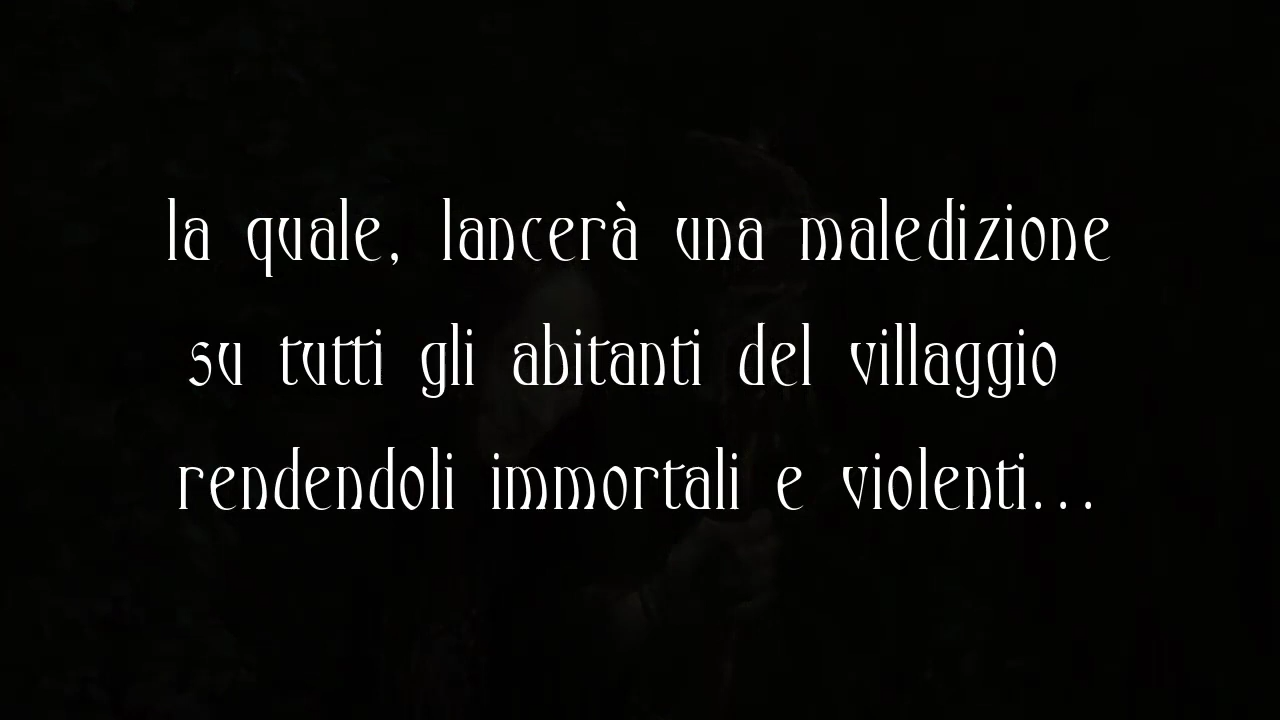 la quale, lancerà una maledizione
su tutti gli abitanti del villaggio
rendendoli immortali e violenti...